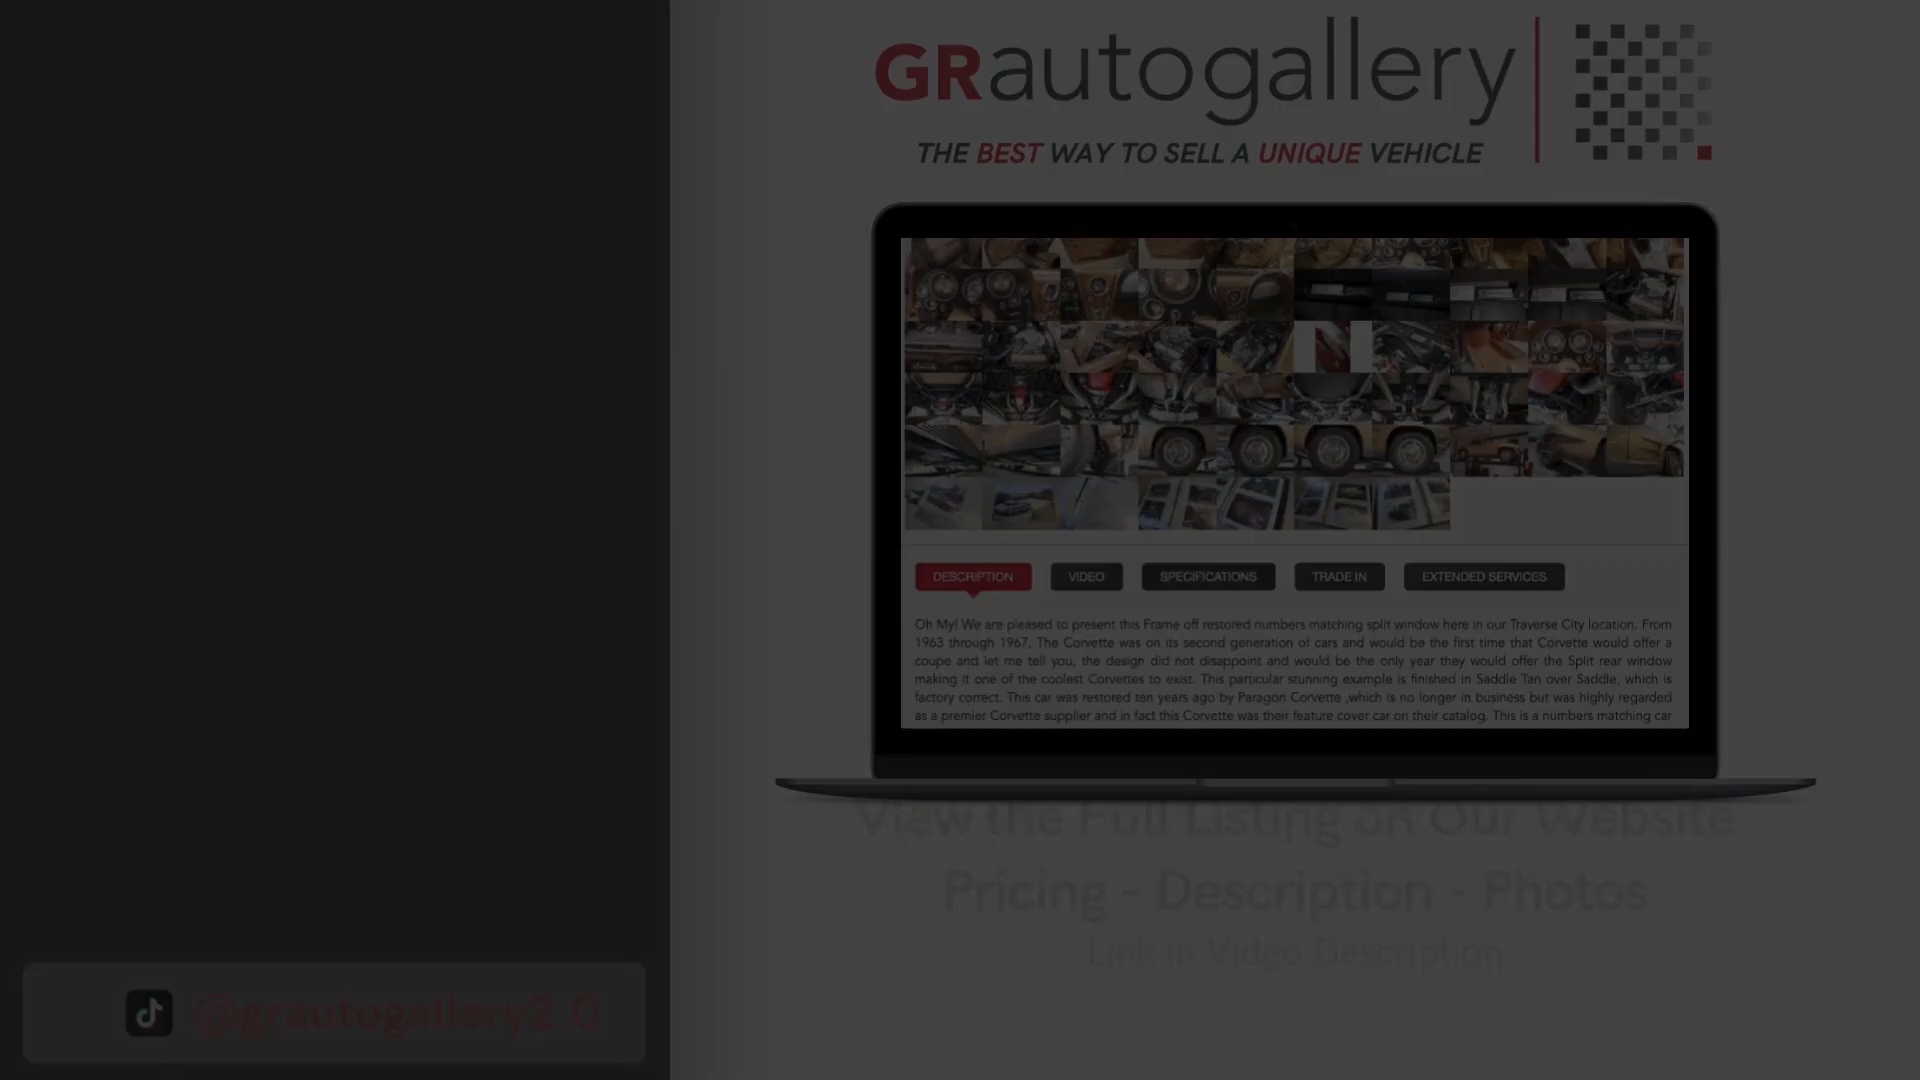 GRautogallery
THE BEST WAY TO SELL A UNIQUE VEHICLE
DESCRIPTION
VIDEO
SPECIFICATIONS
TRADE IN
EXTENDED SERVICES
Oh My! We are pleased to present this Frame off restored numbers matching split window here in our Traverse City location. From
1963 through 1967, The Corvette was on its second generation of cars and would be the first time that Corvette would offer a
coupe and let me tell you, the design did not disappoint and would be the only year they would offer the Split rear window
making it one of the coolest Corvettes to exist. This particular stunning example is finished in Saddle Tan over Saddle, which is
factory correct. This car was restored ten years ago by Paragon Corvette ,which is no longer in business but was highly regarded
as a premier Corvette supplier and in fact this Corvette was their feature cover car on their catalog. This is a numbers matching car
View the Full Listing on Our Website
Pricing - Description - Photos
Link in Video Description
@grautogallery2.0